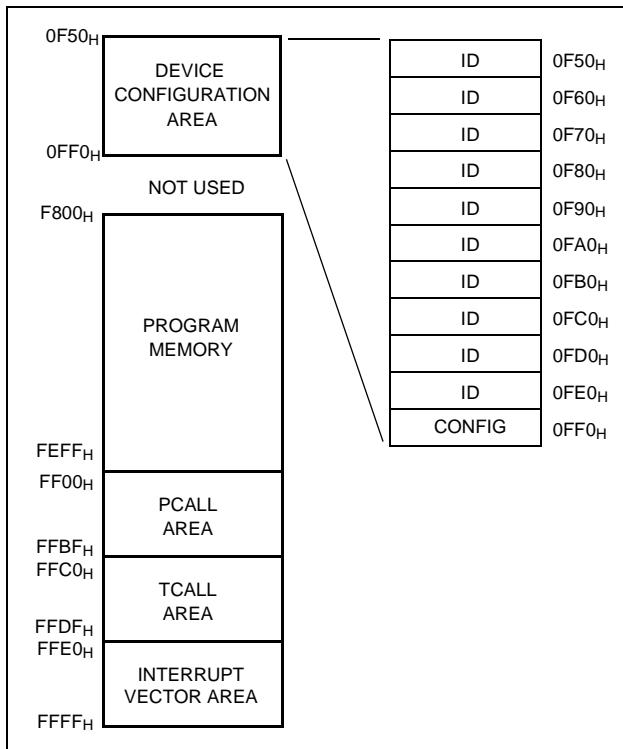 0F50H
DEVICE
CONFIGURATION
AREA
0FF0H
NOT USED
F800H
PROGRAM
MEMORY
FEFFH
FF00H
PCALL
AREA
FFBFH
FFC0H
TCALL
AREA
FFDFH
FFE0H
INTERRUPT
VECTOR AREA
FFFFH
ID 0F50H
ID 0F60H
ID 0F70H
ID 0F80H
ID 0F90H
ID 0FA0H
ID 0FB0H
ID 0FC0H
ID 0FD0H
ID 0FE0H
CONFIG 0FF0H